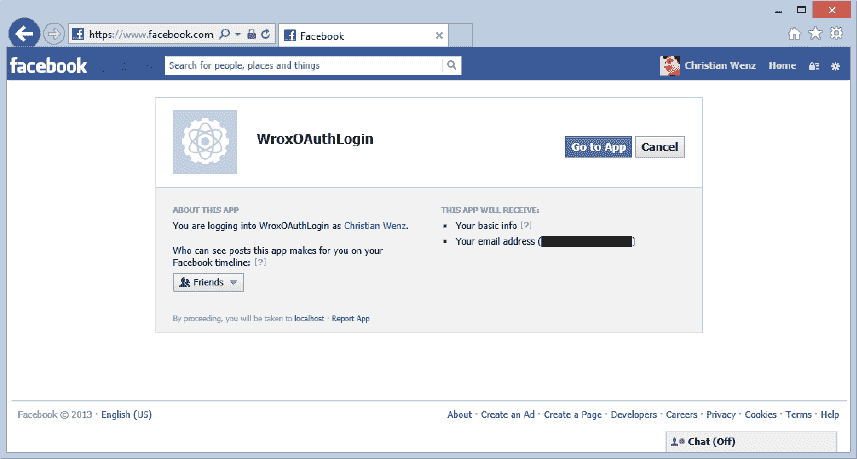 https://www.facebook.com
Facebook
facebook
Search for people, places and things
Christian Wenz Home
WroxOAuthLogin
Go to App Cancel
ABOUT THIS APP
You are logging into WroxOAuthLogin as Christian Wenz.
Who can see posts this app makes for you on your
Facebook timeline: [?]
Friends
THIS APP WILL RECEIVE:
Your basic info [?]
Your email address ( )
By proceeding, you will be taken to localhost · Report App
Facebook © 2013 · English (US)
About · Create an Ad · Create a Page · Developers · Careers · Privacy · Cookies · Terms · Help
Chat (Off)